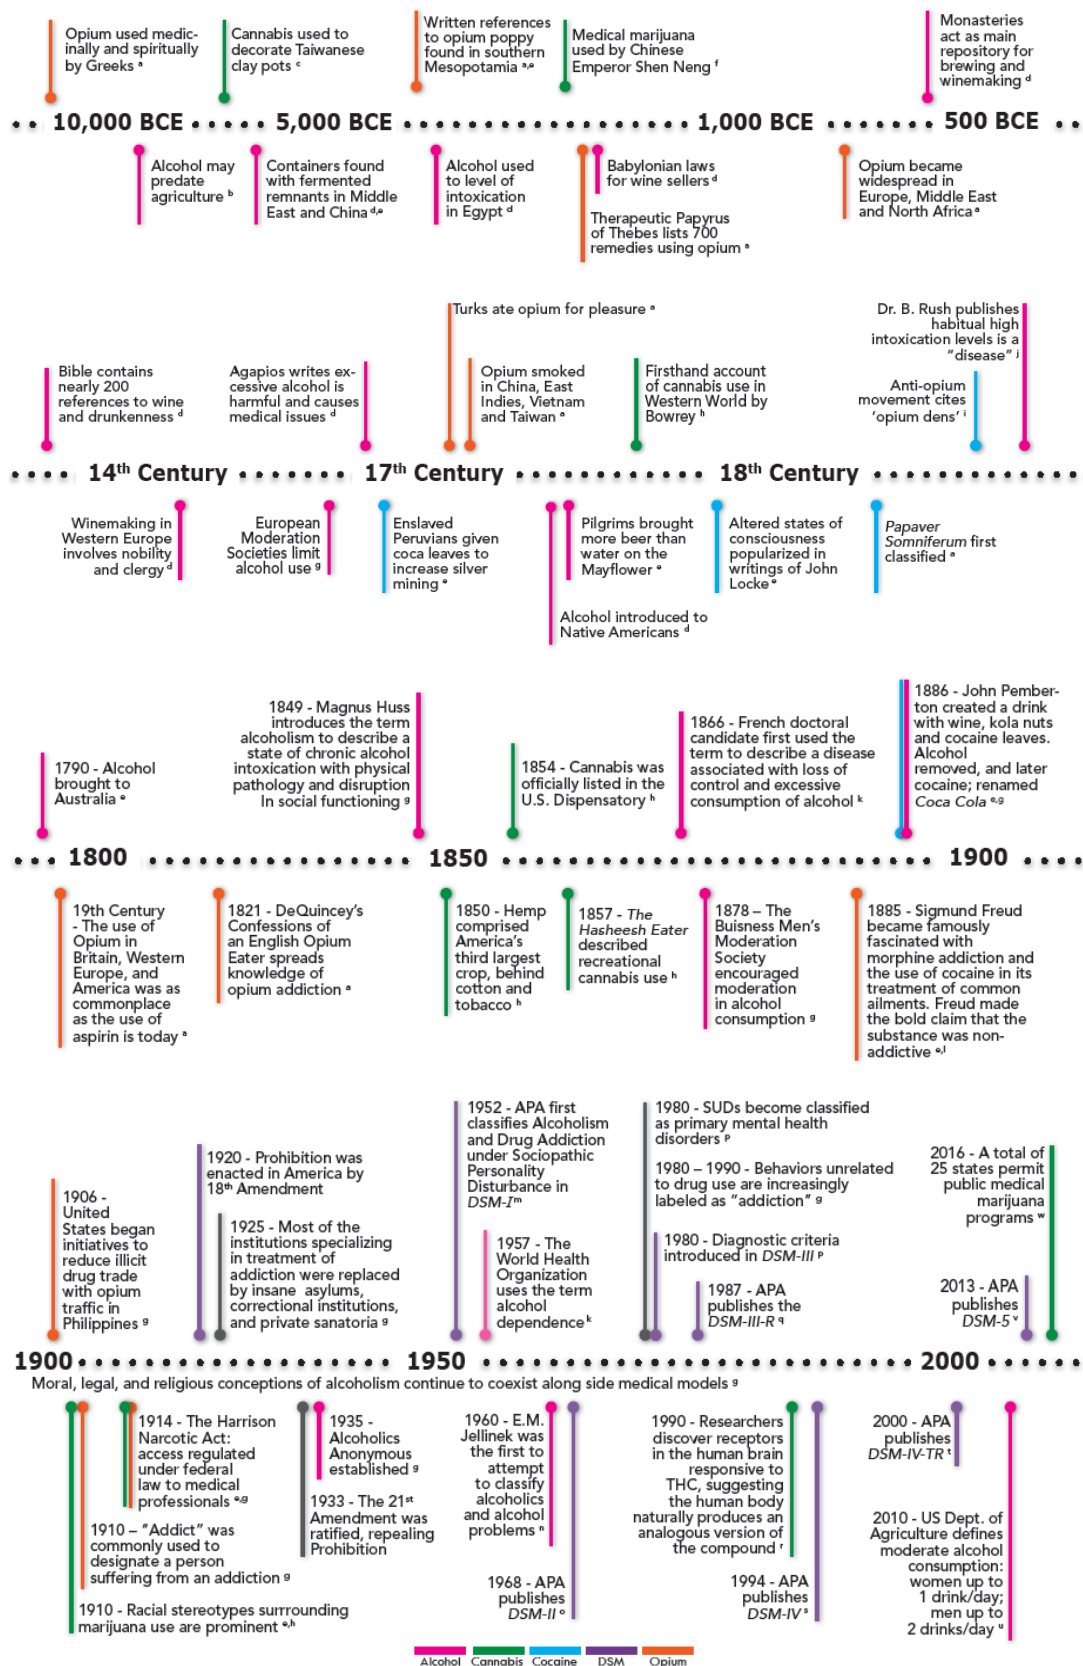 Opium used medic-
inally and spiritually
by Greeks a
Cannabis used to
decorate Taiwanese
clay pots c
Written references
to opium poppy
found in southern
Mesopotamia a,e
Medical marijuana
used by Chinese
Emperor Shen Neng f
Monasteries
act as main
repository for
brewing and
winemaking d
10,000 BCE
5,000 BCE
1,000 BCE
500 BCE
Alcohol may
predate
agriculture b
Containers found
with fermented
remnants in Middle
East and China d,e
Alcohol used
to level of
intoxication
in Egypt d
Babylonian laws
for wine sellers d
Therapeutic Papyrus
of Thebes lists 700
remedies using opium a
Opium became
widespread in
Europe, Middle East
and North Africa a
Bible contains
nearly 200
references to wine
and drunkenness d
Agapios writes ex-
cessive alcohol is
harmful and causes
medical issues d
Turks ate opium for pleasure a
Opium smoked
in China, East
Indies, Vietnam
and Taiwan a
Firsthand account
of cannabis use in
Western World by
Bowrey h
Dr. B. Rush publishes
habitual high
intoxication levels is
a “disease” j
Anti-opium
movement cites
‘opium dens’ i
14th Century
17th Century
18th Century
Winemaking in
Western Europe
involves nobility
and clergy d
European
Moderation
Societies limit
alcohol use g
Enslaved
Peruvians given
coca leaves to
increase silver
mining e
Pilgrims brought
more beer than
water on the
Mayflower e
Alcohol introduced to
Native Americans d
Altered states of
consciousness
popularized in
writings of John
Locke e
Papaver
Somniferum first
classified a
1790 - Alcohol
brought to
Australia e
1849 - Magnus Huss
introduces the term
alcoholism to describe a
state of chronic alcohol
intoxication with physical
pathology and disruption
In social functioning g
1854 - Cannabis was
officially listed in the
U.S. Dispensatory h
1866 - French doctoral
candidate first used the
term to describe a disease
associated with loss of
control and excessive
consumption of alcohol k
1886 - John Pember-
ton created a drink
with wine, kola nuts
and cocaine leaves.
Alcohol
removed, and later
cocaine; renamed
Coca Cola e,g
1800
1850
1900
19th Century
- The use of
Opium in
Britain, Western
Europe, and
America was as
commonplace
as the use of
aspirin is today a
1821 - DeQuincey’s
Confessions of
an English Opium
Eater spreads
knowledge of
opium addiction a
1850 - Hemp
comprised
America’s
third largest
crop, behind
cotton and
tobacco h
1857 - The
Hasheesh Eater
described
recreational
cannabis use h
1878 – The
Buisness Men’s
Moderation
Society
encouraged
moderation
in alcohol
consumption g
1885 - Sigmund Freud
became famously
fascinated with
morphine addiction and
the use of cocaine in its
treatment of common
ailments. Freud made
the bold claim that the
substance was non-
addictive e,l
1906 -
United
States began
initiatives to
reduce illicit
drug trade
with opium
traffic in
Philippines g
1920 - Prohibition was
enacted in America by
18th Amendment
1925 - Most of the
institutions specializing
in treatment of
addiction were replaced
by insane asylums,
correctional institutions,
and private sanatoria g
1952 - APA first
classifies Alcoholism
and Drug Addiction
under Sociopathic
Personality
Disturbance in
DSM-I m
1957 - The
World Health
Organization
uses the term
alcohol
dependence k
1980 - SUDs become classified
as primary mental health
disorders p
1980 – 1990 - Behaviors unrelated
to drug use are increasingly
labeled as “addiction” g
1980 - Diagnostic criteria
introduced in DSM-III p
1987 - APA
publishes the
DSM-III-R q
2016 - A total of
25 states permit
public medical
marijuana
programs w
2013 - APA
publishes
DSM-5 v
1900
1950
2000
Moral, legal, and religious conceptions of alcoholism continue to coexist along side medical models g
1914 - The Harrison
Narcotic Act:
access regulated
under federal
law to medical
professionals e,g
1910 – “Addict” was
commonly used to
designate a person
suffering from an addiction g
1910 - Racial stereotypes surrrounding
marijuana use are prominent e,h
1935 -
Alcoholics
Anonymous
established g
1933 - The 21st
Amendment was
ratified, repealing
Prohibition
1960 - E.M.
Jellinek was
the first to
attempt
to classify
alcoholics
and alcohol
problems n
1968 - APA
publishes
DSM-II o
1990 - Researchers
discover receptors
in the human brain
responsive to
THC, suggesting
the human body
naturally produces an
analogous version of
the compound r
1994 - APA
publishes
DSM-IV s
2000 - APA
publishes
DSM-IV-TR t
2010 - US Dept. of
Agriculture defines
moderate alcohol
consumption:
women up to
1 drink/day;
men up to
2 drinks/day u
Alcohol Cannabis Cocaine DSM Opium